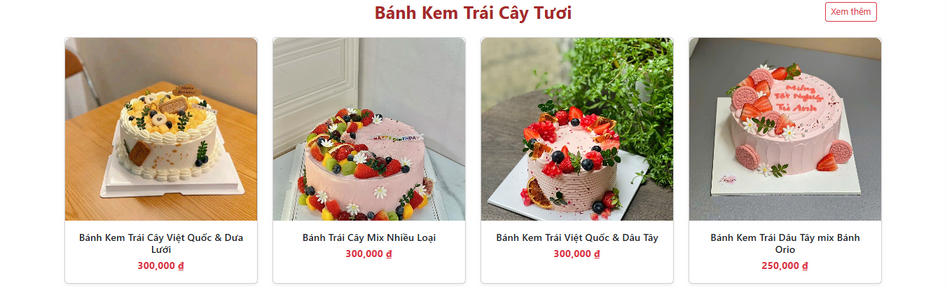 Bánh Kem Trái Cây Tươi
Xem thêm
Mừng
Tốt Nghiệp
Tú Anh
Bánh Kem Trái Cây Việt Quốc & Dưa
Lưới
300,000 ₫
Bánh Trái Cây Mix Nhiều Loại
300,000 ₫
Bánh Kem Trái Việt Quốc & Dâu Tây
300,000 ₫
Bánh Kem Trái Dâu Tây mix Bánh
Orio
250,000 ₫